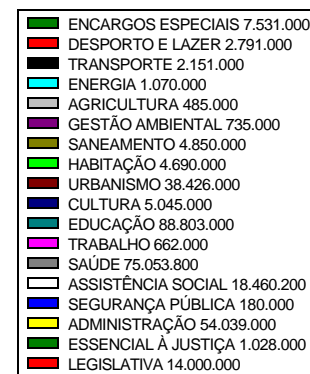 ENCARGOS ESPECIAIS 7.531.000
DESPORTO E LAZER 2.791.000
TRANSPORTE 2.151.000
ENERGIA 1.070.000
AGRICULTURA 485.000
GESTÃO AMBIENTAL 735.000
SANEAMENTO 4.850.000
HABITAÇÃO 4.690.000
URBANISMO 38.426.000
CULTURA 5.045.000
EDUCAÇÃO 88.803.000
TRABALHO 662.000
SAÚDE 75.053.800
ASSISTÊNCIA SOCIAL 18.460.200
SEGURANÇA PÚBLICA 180.000
ADMINISTRAÇÃO 54.039.000
ESSENCIAL À JUSTIÇA 1.028.000
LEGISLATIVA 14.000.000